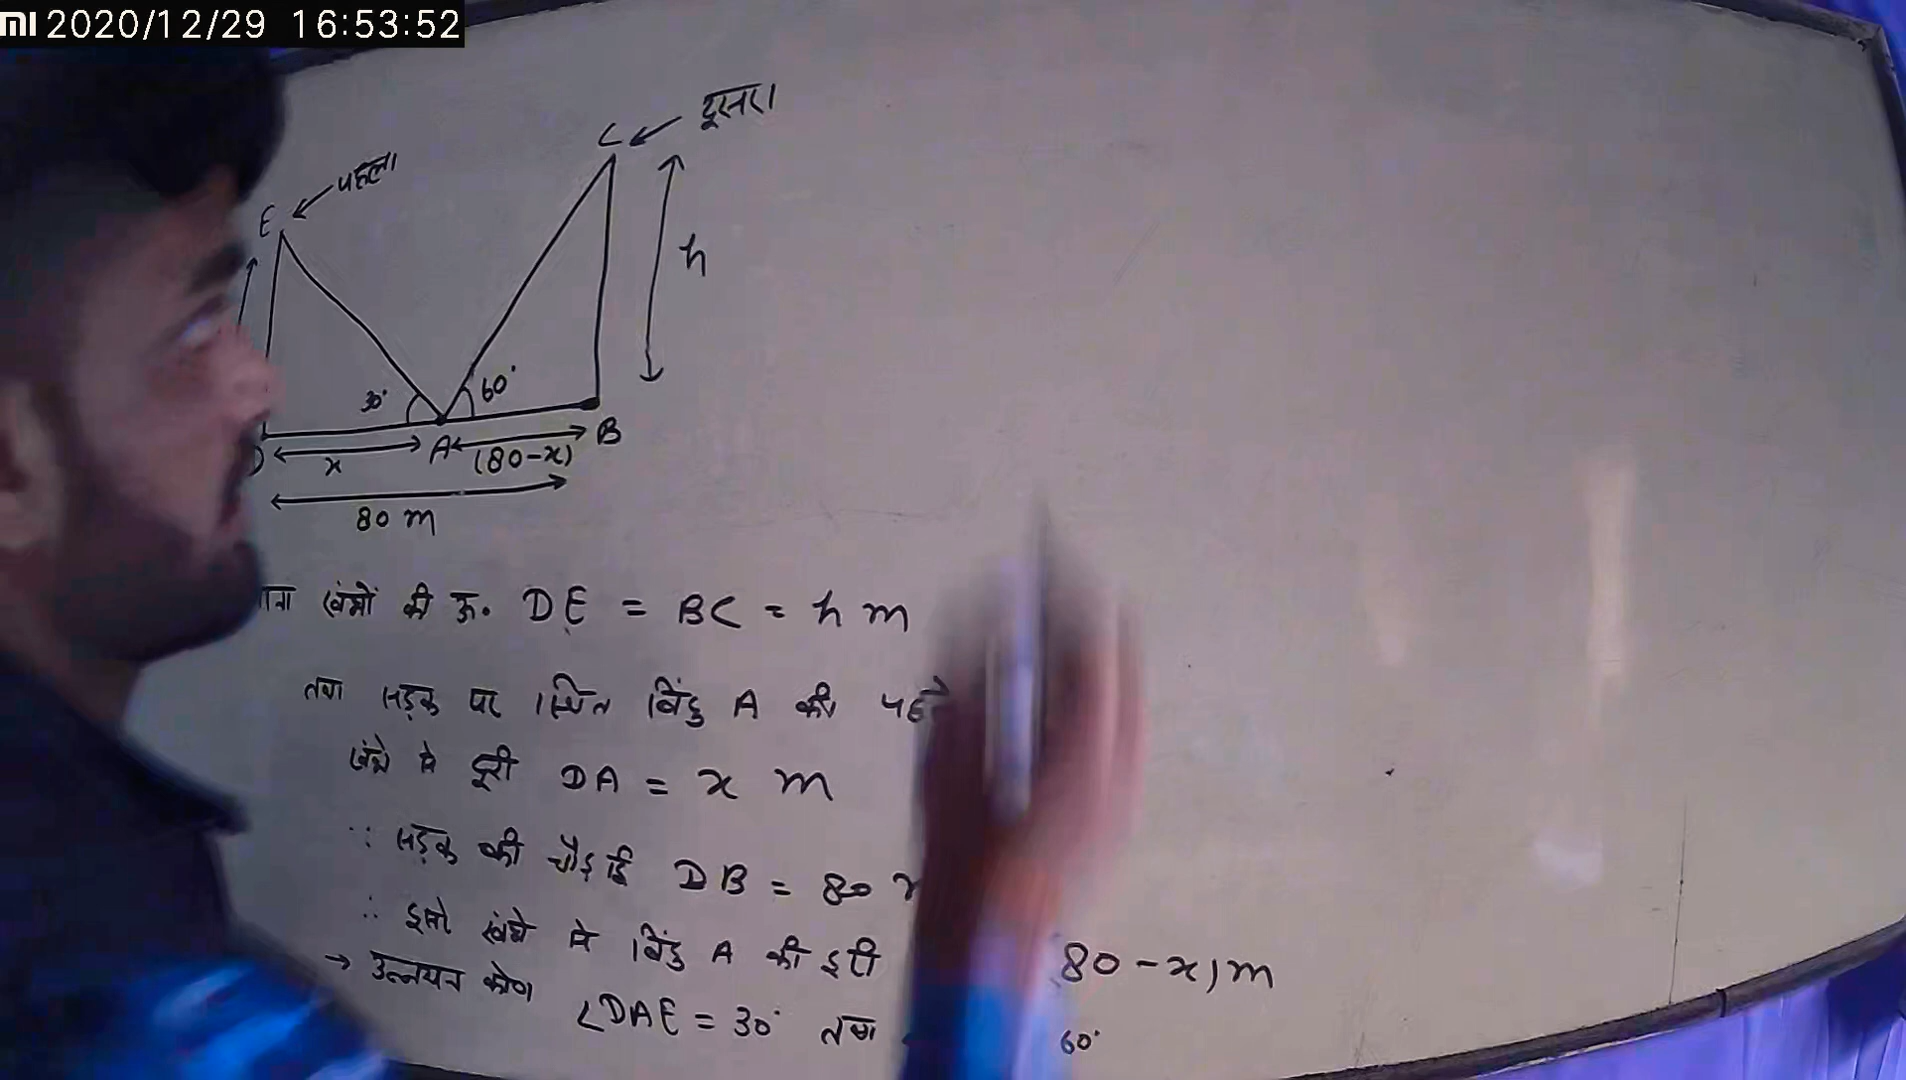 MI 2020/12/29 16:53:52
दूसरा
C
पहला
E
h
30° 60°
A B
x (80-x)
80 m
खंभों की ऊ. DE = BC = h m
तथा सड़क पर स्थित बिंदु A की
खंभे से दूरी DA = x m
∵ सड़क की चौड़ाई DB = 80
∴ दूसरे खंभे से बिंदु A की दूरी 80-x)m
→ उन्नयन कोण
∠DAE = 30° तथा 60°